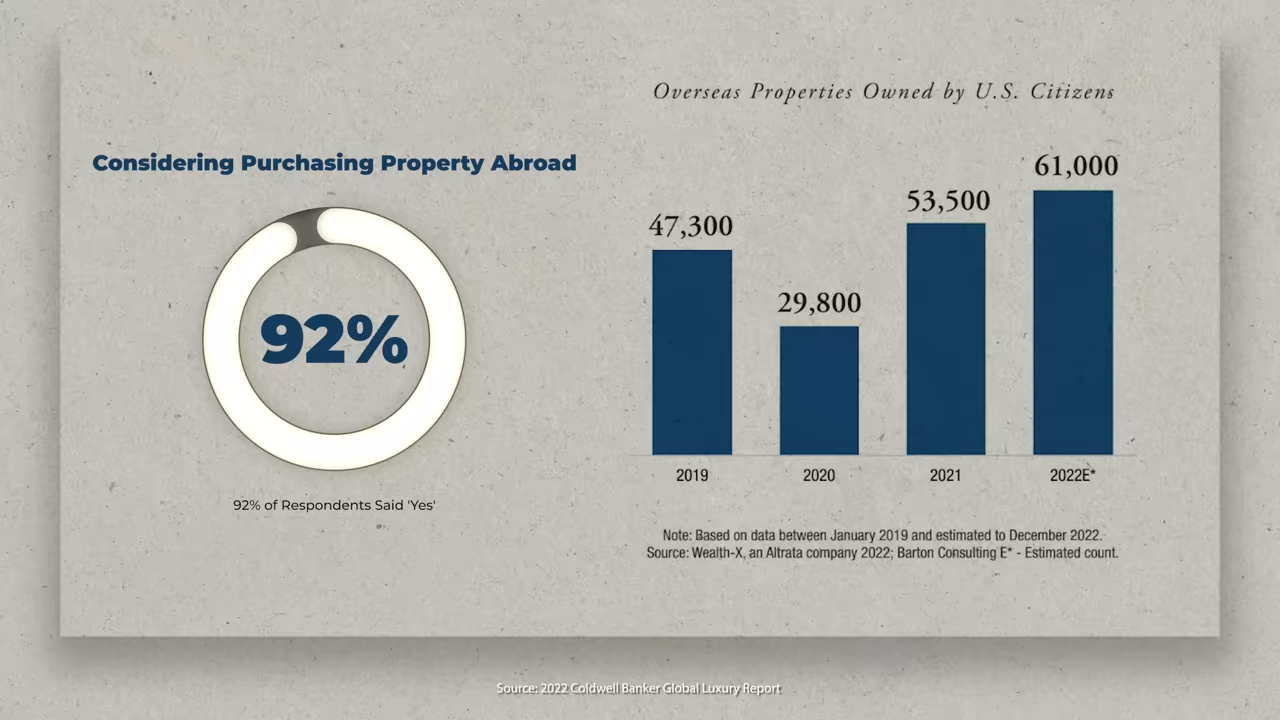 Considering Purchasing Property Abroad
92%
92% of Respondents Said 'Yes'
Overseas Properties Owned by U.S. Citizens
47,300
29,800
53,500
61,000
2019
2020
2021
2022E*
Note: Based on data between January 2019 and estimated to December 2022.
Source: Wealth-X, an Altrata company 2022; Barton Consulting E* - Estimated count.
Source: 2022 Coldwell Banker Global Luxury Report